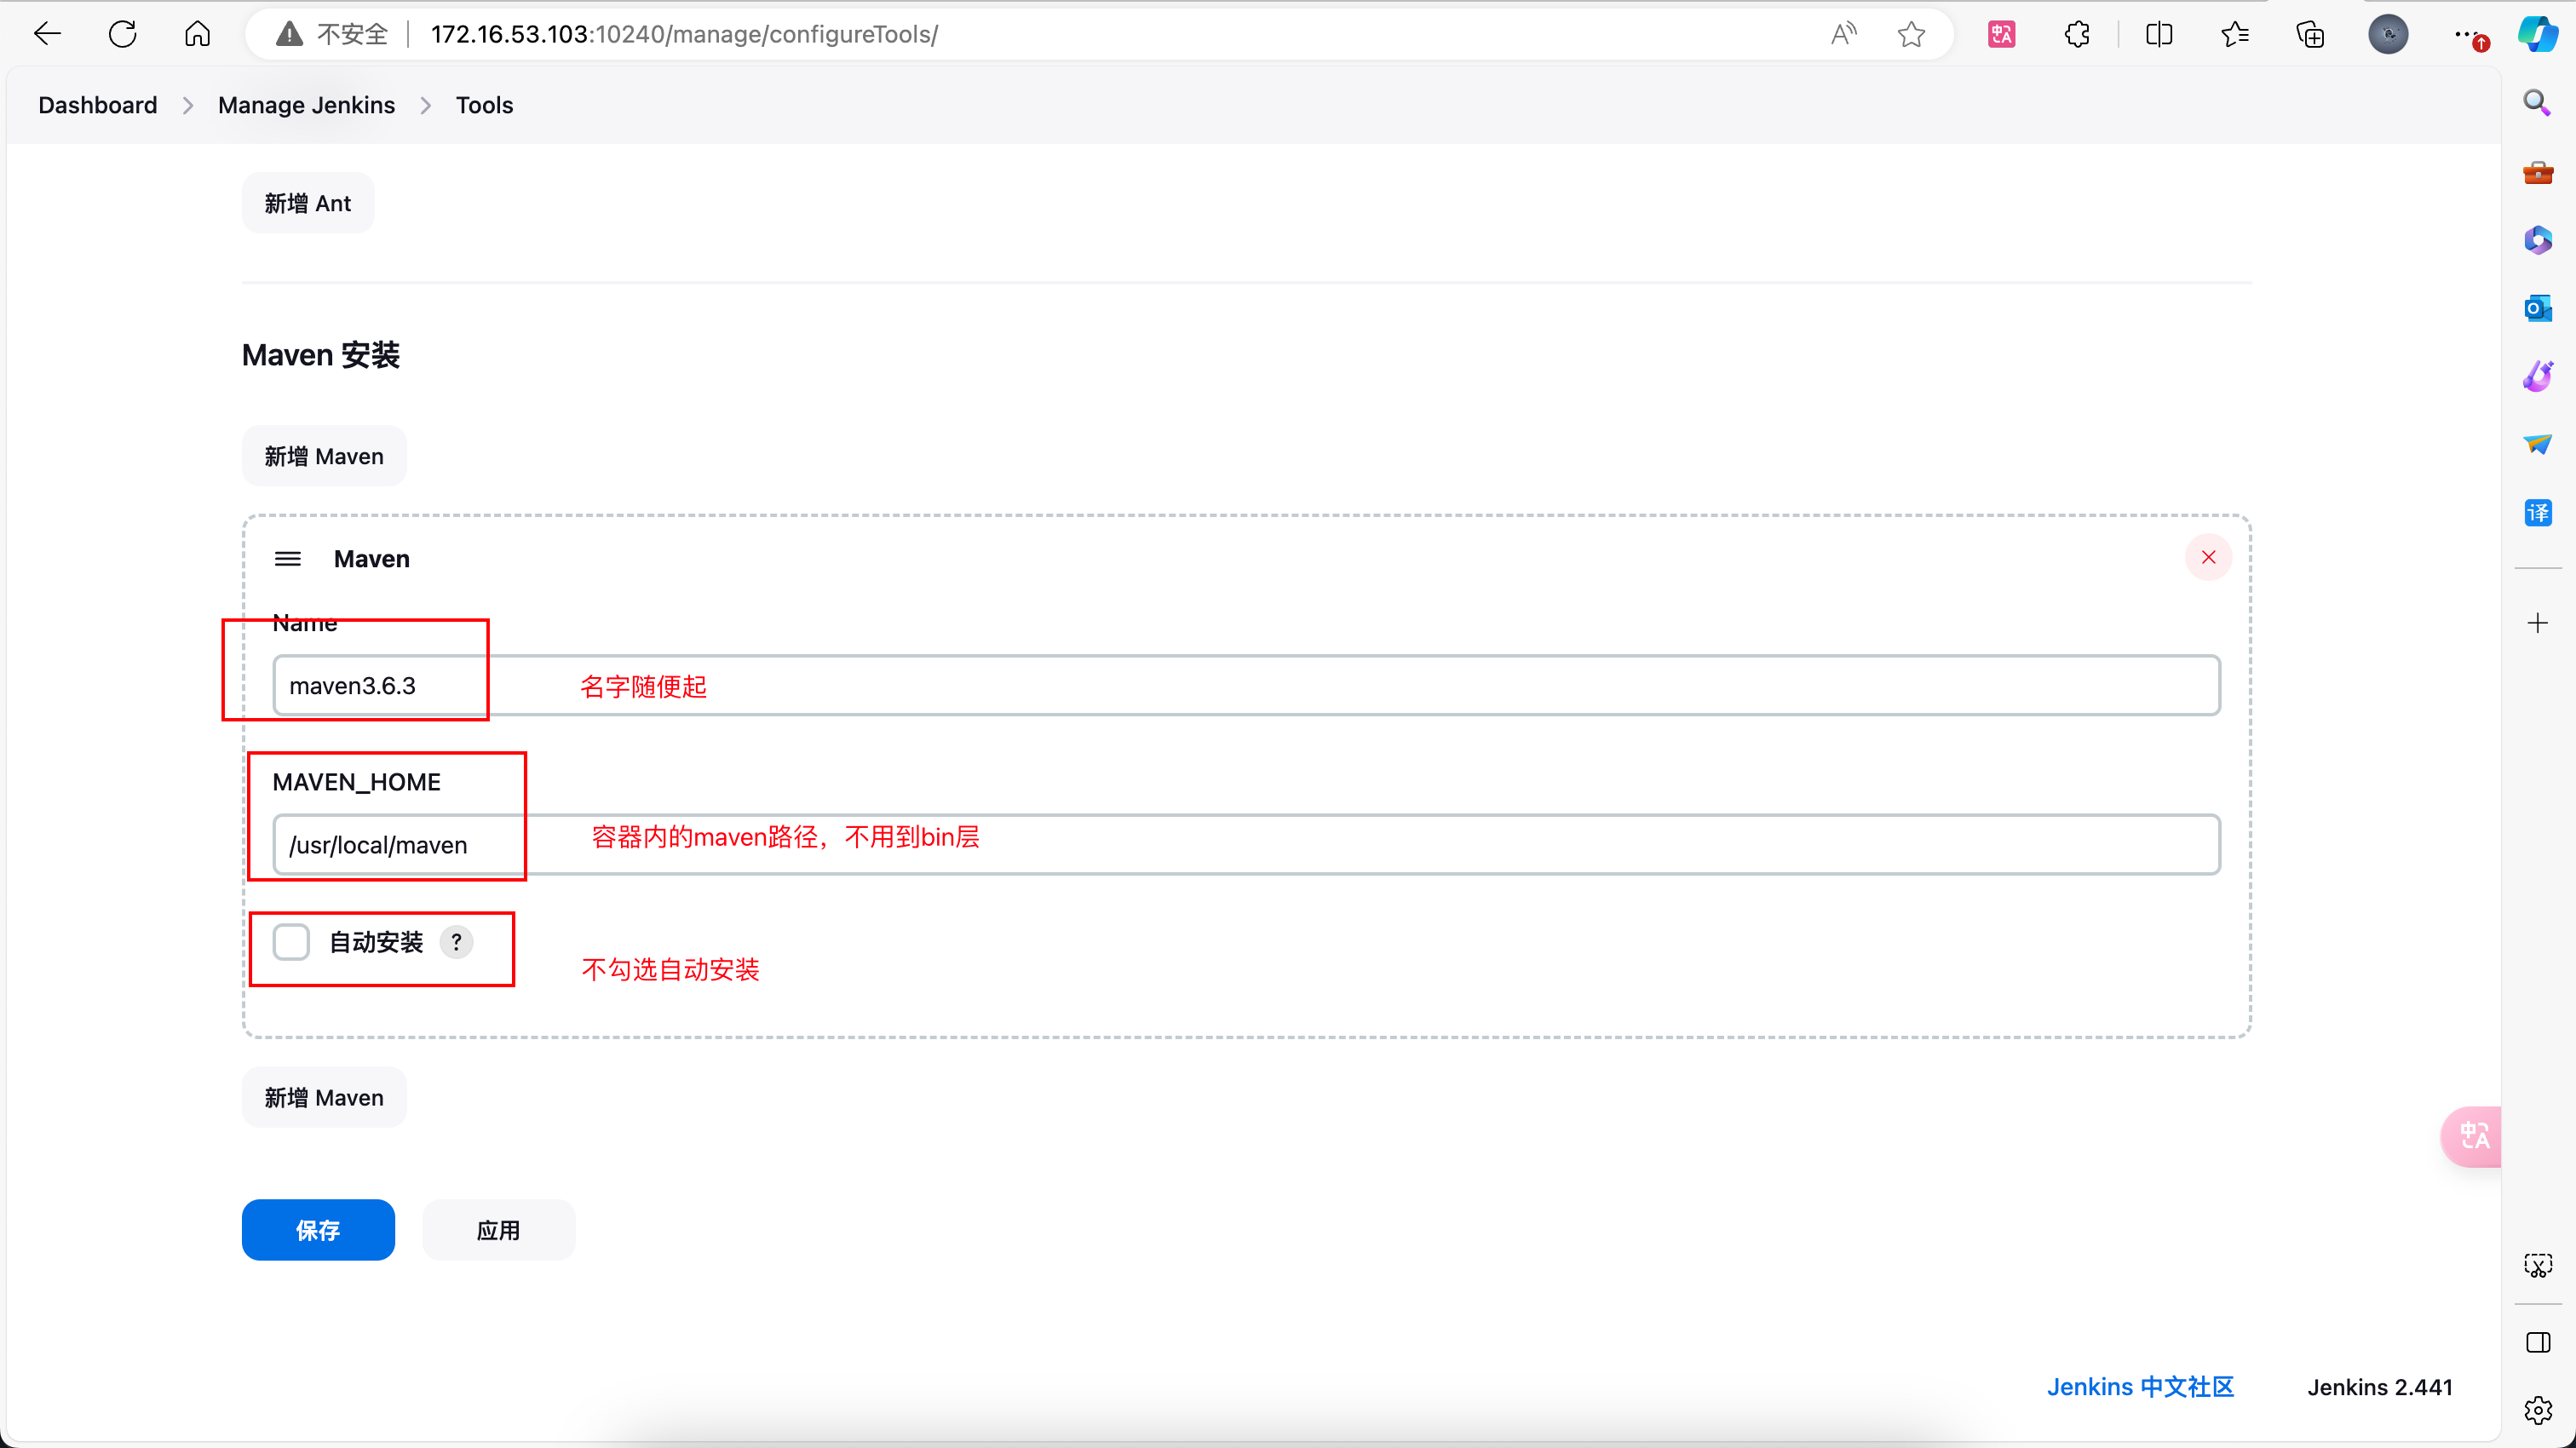 不安全 172.16.53.103:10240/manage/configureTools/
Dashboard Manage Jenkins Tools
新增 Ant
Maven 安装
新增 Maven
Maven
Name
maven3.6.3 名字随便起
MAVEN_HOME
/usr/local/maven 容器内的maven路径，不用到bin层
自动安装 ?
不勾选自动安装
新增 Maven
保存 应用
Jenkins 中文社区 Jenkins 2.441
译